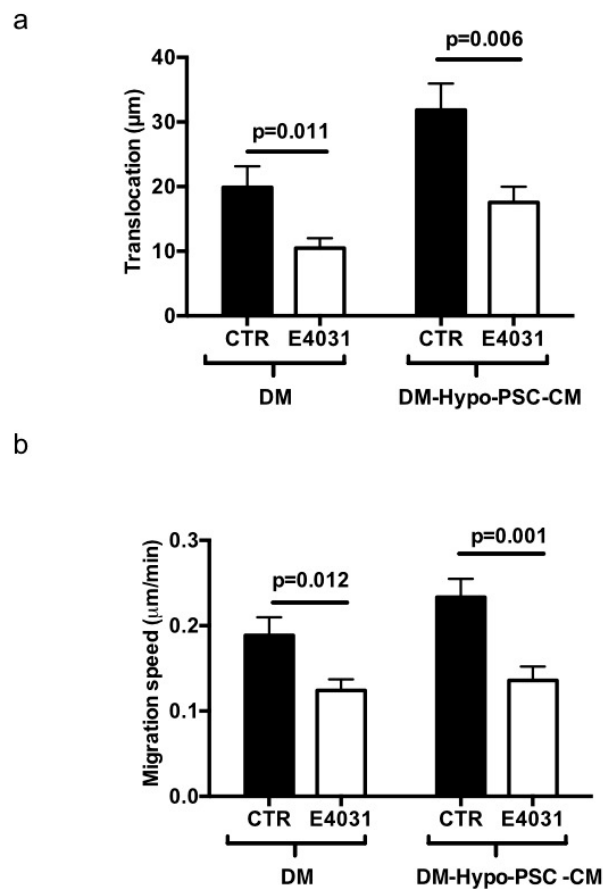 a
p=0.006
40
p=0.011
30
Translocation (µm)
20
10
0
CTR E4031 CTR E4031
DM DM-Hypo-PSC-CM
b
0.3
p=0.001
p=0.012
Migration speed (µm/min)
0.2
0.1
0.0
CTR E4031 CTR E4031
DM DM-Hypo-PSC -CM